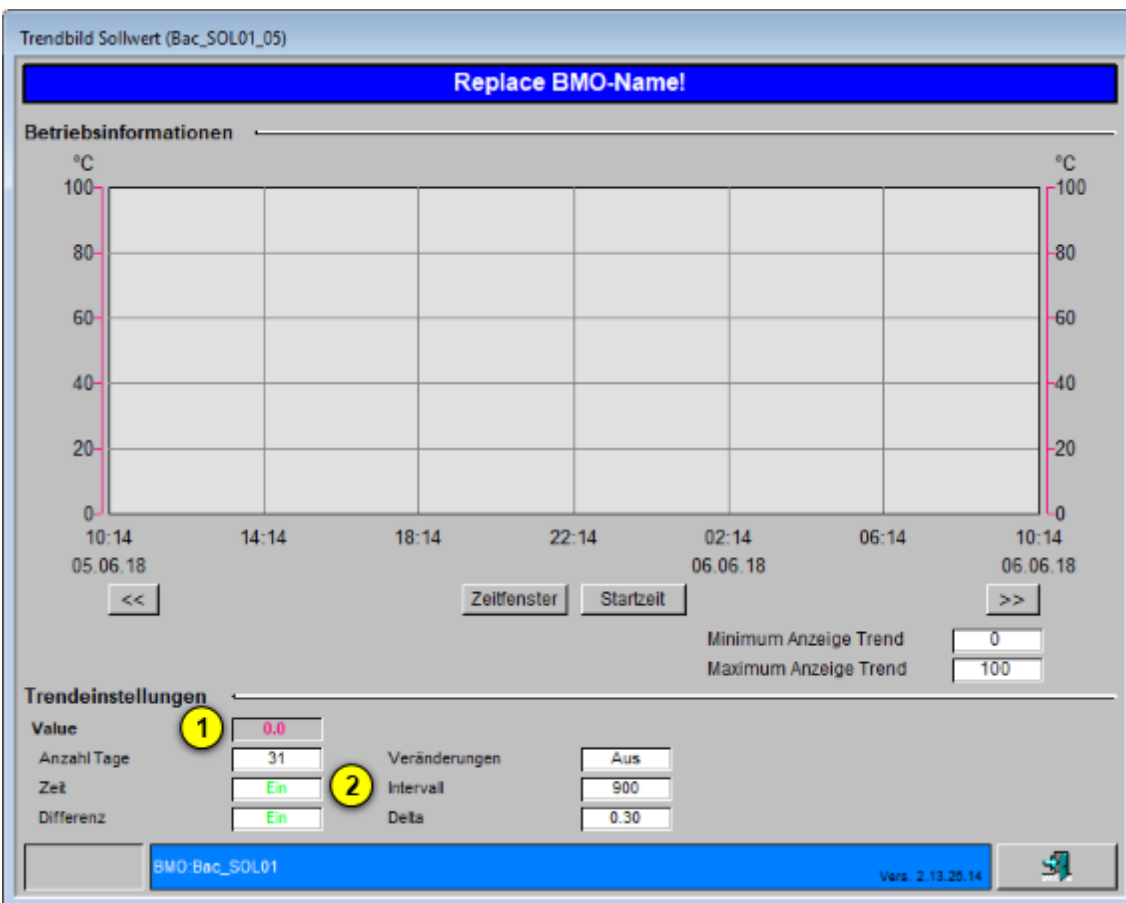 Trendbild Sollwert (Bac_SOL01_05)
Replace BMO-Name!
Betriebsinformationen
°C °C
100 100
80 80
60 60
40 40
20 20
0 0
10:14 14:14 18:14 22:14 02:14 06:14 10:14
05.06.18 06.06.18 06.06.18
<< Zeitfenster Startzeit >>
Minimum Anzeige Trend 0
Maximum Anzeige Trend 100
Trendeinstellungen
Value 1 0.0
Anzahl Tage 31 Veränderungen Aus
Zeit Ein 2 Intervall 900
Differenz Ein Delta 0.30
BMO:Bac_SOL01 Vers. 2.13.26.14